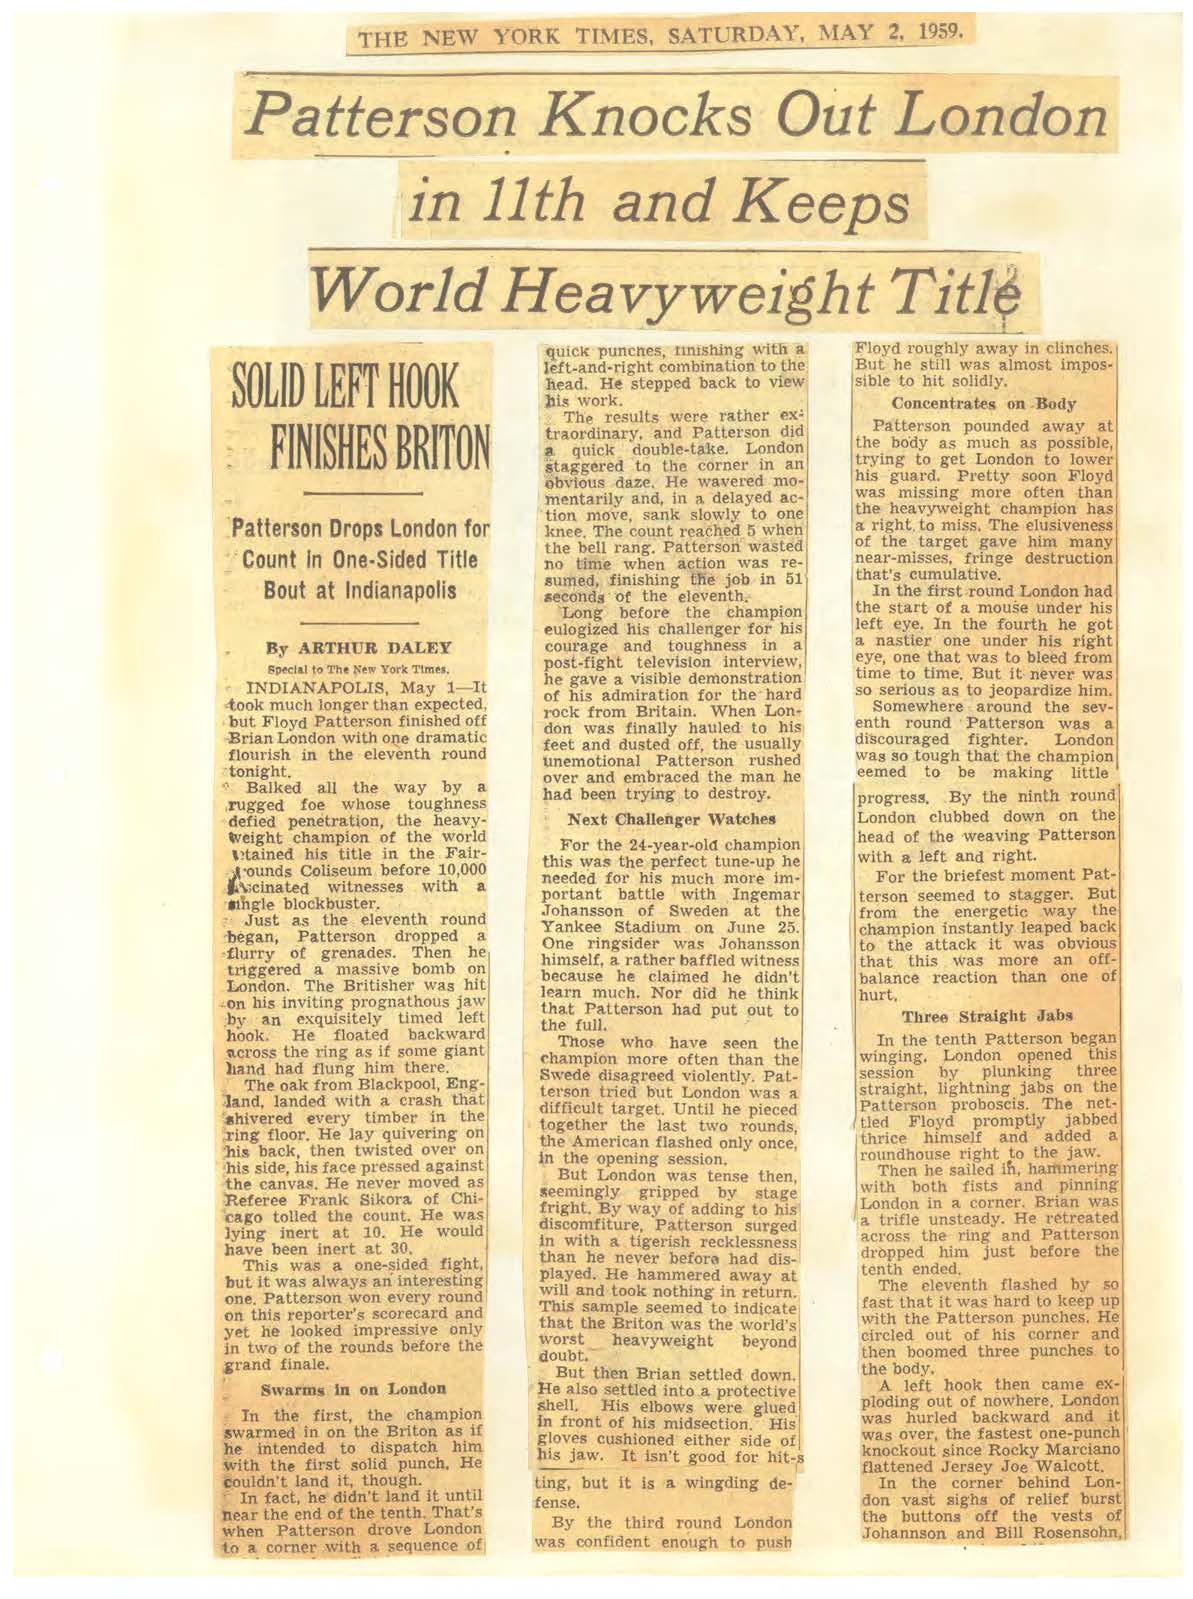 THE NEW YORK TIMES, SATURDAY, MAY 2, 1959.
Patterson Knocks Out London
in 11th and Keeps
World Heavyweight Title
SOLID LEFT HOOK
FINISHES BRITON
Patterson Drops London for
Count in One-Sided Title
Bout at Indianapolis
By ARTHUR DALEY
Special to The New York Times.
INDIANAPOLIS, May 1—It
took much longer than expected,
but Floyd Patterson finished off
Brian London with one dramatic
flourish in the eleventh round
tonight.
Balked all the way by a
rugged foe whose toughness
defied penetration, the heavy-
weight champion of the world
tained his title in the Fair-
ounds Coliseum before 10,000
scinated witnesses with a
single blockbuster.
Just as the eleventh round
began, Patterson dropped a
flurry of grenades. Then he
triggered a massive bomb on
London. The Britisher was hit
on his inviting prognathous jaw
by an exquisitely timed left
hook. He floated backward
across the ring as if some giant
hand had flung him there.
The oak from Blackpool, Eng-
land, landed with a crash that
shivered every timber in the
ring floor. He lay quivering on
his back, then twisted over on
his side, his face pressed against
the canvas. He never moved as
Referee Frank Sikora of Chi-
cago tolled the count. He was
lying inert at 10. He would
have been inert at 30.
This was a one-sided fight,
but it was always an interesting
one. Patterson won every round
on this reporter's scorecard and
yet he looked impressive only
in two of the rounds before the
grand finale.
Swarms in on London
In the first, the champion
swarmed in on the Briton as if
he intended to dispatch him
with the first solid punch. He
couldn't land it, though.
In fact, he didn't land it until
near the end of the tenth. That's
when Patterson drove London
to a corner with a sequence of
quick punches, finishing with a
left-and-right combination to the
head. He stepped back to view
his work.
The results were rather ex-
traordinary, and Patterson did
a quick double-take. London
staggered to the corner in an
obvious daze. He wavered mo-
mentarily and, in a delayed ac-
tion move, sank slowly to one
knee. The count reached 5 when
the bell rang. Patterson wasted
no time when action was re-
sumed, finishing the job in 51
seconds of the eleventh.
Long before the champion
eulogized his challenger for his
courage and toughness in a
post-fight television interview,
he gave a visible demonstration
of his admiration for the hard
rock from Britain. When Lon-
don was finally hauled to his
feet and dusted off, the usually
unemotional Patterson rushed
over and embraced the man he
had been trying to destroy.
Next Challenger Watches
For the 24-year-old champion
this was the perfect tune-up he
needed for his much more im-
portant battle with Ingemar
Johansson of Sweden at the
Yankee Stadium on June 25.
One ringsider was Johansson
himself, a rather baffled witness
because he claimed he didn't
learn much. Nor did he think
that Patterson had put out to
the full.
Those who have seen the
champion more often than the
Swede disagreed violently. Pat-
terson tried but London was a
difficult target. Until he pieced
together the last two rounds,
the American flashed only once,
in the opening session.
But London was tense then,
seemingly gripped by stage
fright. By way of adding to his
discomfiture, Patterson surged
in with a tigerish recklessness
than he never before had dis-
played. He hammered away at
will and took nothing in return.
This sample seemed to indicate
that the Briton was the world's
worst heavyweight beyond
doubt.
But then Brian settled down.
He also settled into a protective
shell. His elbows were glued
in front of his midsection. His
gloves cushioned either side of
his jaw. It isn't good for hit-s
ting, but it is a wingding de-
fense.
By the third round London
was confident enough to push
Floyd roughly away in clinches.
But he still was almost impos-
sible to hit solidly.
Concentrates on Body
Patterson pounded away at
the body as much as possible,
trying to get London to lower
his guard. Pretty soon Floyd
was missing more often than
the heavyweight champion has
a right to miss. The elusiveness
of the target gave him many
near-misses, fringe destruction
that's cumulative.
In the first round London had
the start of a mouse under his
left eye. In the fourth he got
a nastier one under his right
eye, one that was to bleed from
time to time. But it never was
so serious as to jeopardize him.
Somewhere around the sev-
enth round Patterson was a
discouraged fighter. London
was so tough that the champion
eemed to be making little
progress. By the ninth round
London clubbed down on the
head of the weaving Patterson
with a left and right.
For the briefest moment Pat-
terson seemed to stagger. But
from the energetic way the
champion instantly leaped back
to the attack it was obvious
that this was more an off-
balance reaction than one of
hurt.
Three Straight Jabs
In the tenth Patterson began
winging. London opened this
session by plunking three
straight, lightning jabs on the
Patterson proboscis. The net-
tled Floyd promptly jabbed
thrice himself and added a
roundhouse right to the jaw.
Then he sailed in, hammering
with both fists and pinning
London in a corner. Brian was
a trifle unsteady. He retreated
across the ring and Patterson
dropped him just before the
tenth ended.
The eleventh flashed by so
fast that it was hard to keep up
with the Patterson punches. He
circled out of his corner and
then boomed three punches to
the body.
A left hook then came ex-
ploding out of nowhere. London
was hurled backward and it
was over, the fastest one-punch
knockout since Rocky Marciano
flattened Jersey Joe Walcott.
In the corner behind Lon-
don vast sighs of relief burst
the buttons off the vests of
Johannson and Bill Rosensohn,